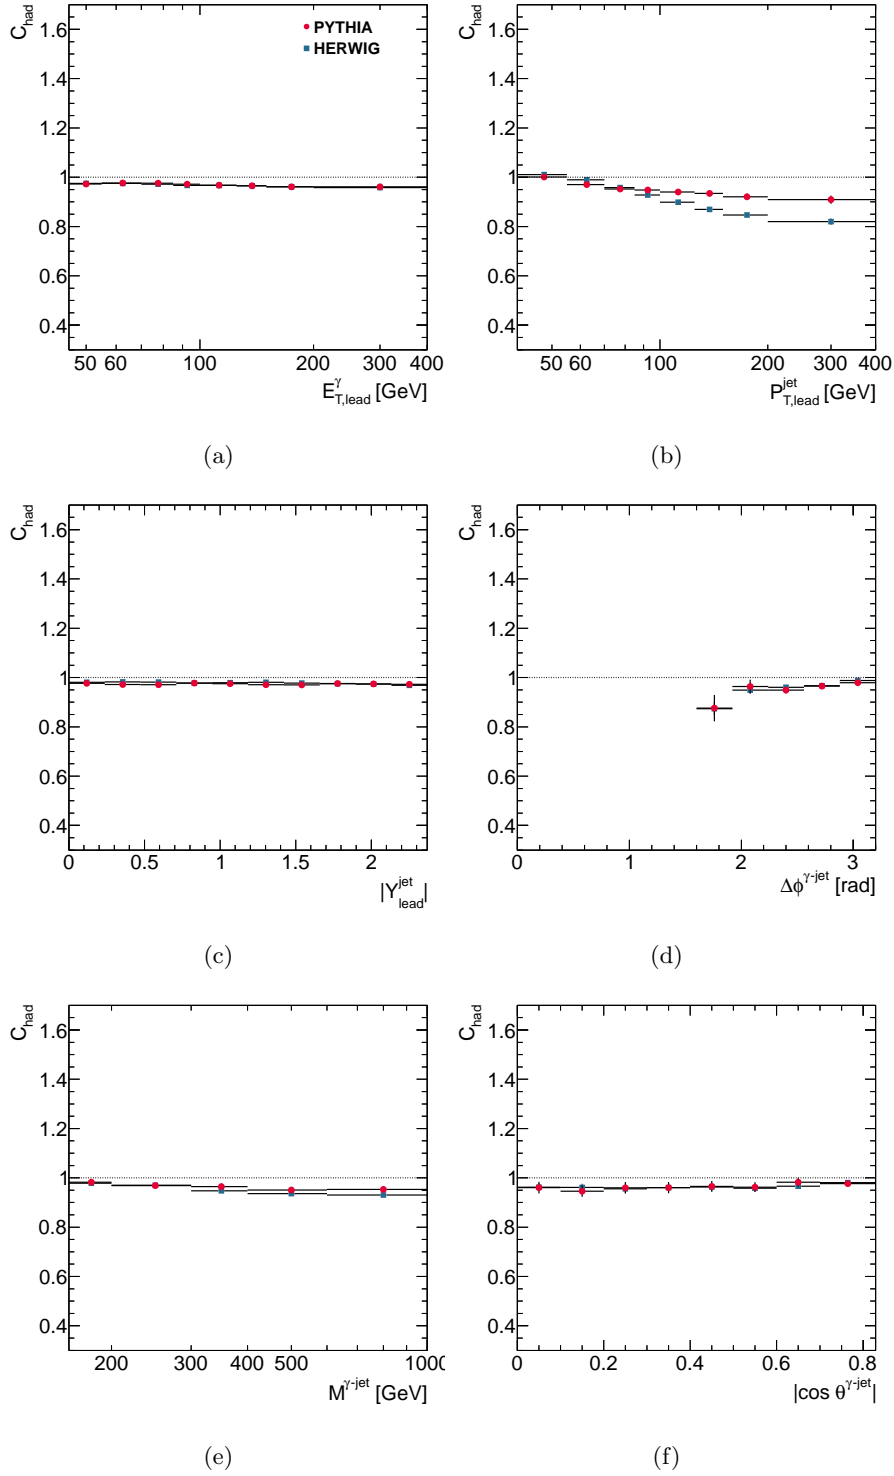 C_had
1.6
1.4
1.2
1
0.8
0.6
0.4
PYTHIA
HERWIG
50 60 100 200 300 400
E^γ_T,lead [GeV]
(a)
C_had
1.6
1.4
1.2
1
0.8
0.6
0.4
50 60 100 200 300 400
P^jet_T,lead [GeV]
(b)
C_had
1.6
1.4
1.2
1
0.8
0.6
0.4
0 0.5 1 1.5 2
|Y^jet_lead|
(c)
C_had
1.6
1.4
1.2
1
0.8
0.6
0.4
0 1 2 3
Δϕ^γ-jet [rad]
(d)
C_had
1.6
1.4
1.2
1
0.8
0.6
0.4
200 300 400 500 1000
M^γ-jet [GeV]
(e)
C_had
1.6
1.4
1.2
1
0.8
0.6
0.4
0 0.2 0.4 0.6 0.8
|cos θ^γ-jet|
(f)